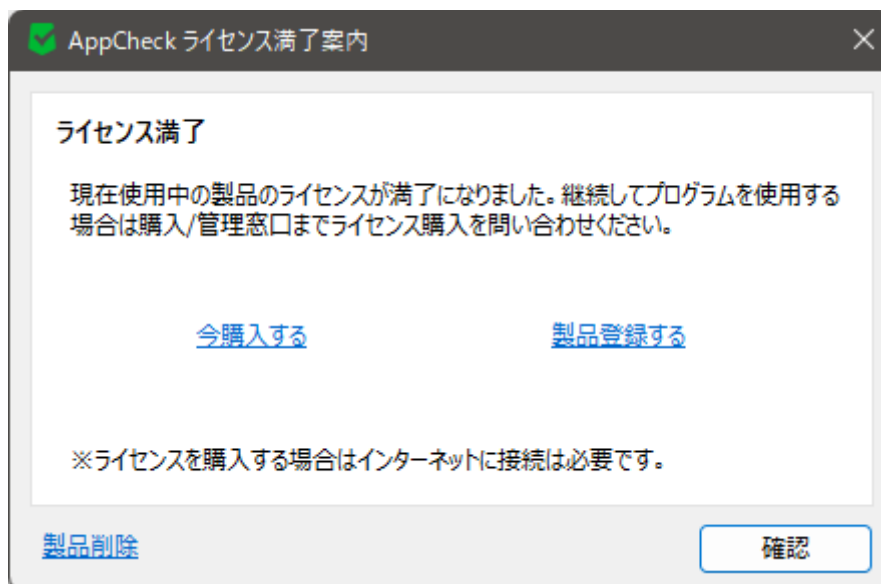 AppCheck ライセンス満了案内
ライセンス満了
現在使用中の製品のライセンスが満了になりました。継続してプログラムを使用する
場合は購入/管理窓口までライセンス購入を問い合わせください。
今購入する 製品登録する
※ライセンスを購入する場合はインターネットに接続は必要です。
製品削除 確認